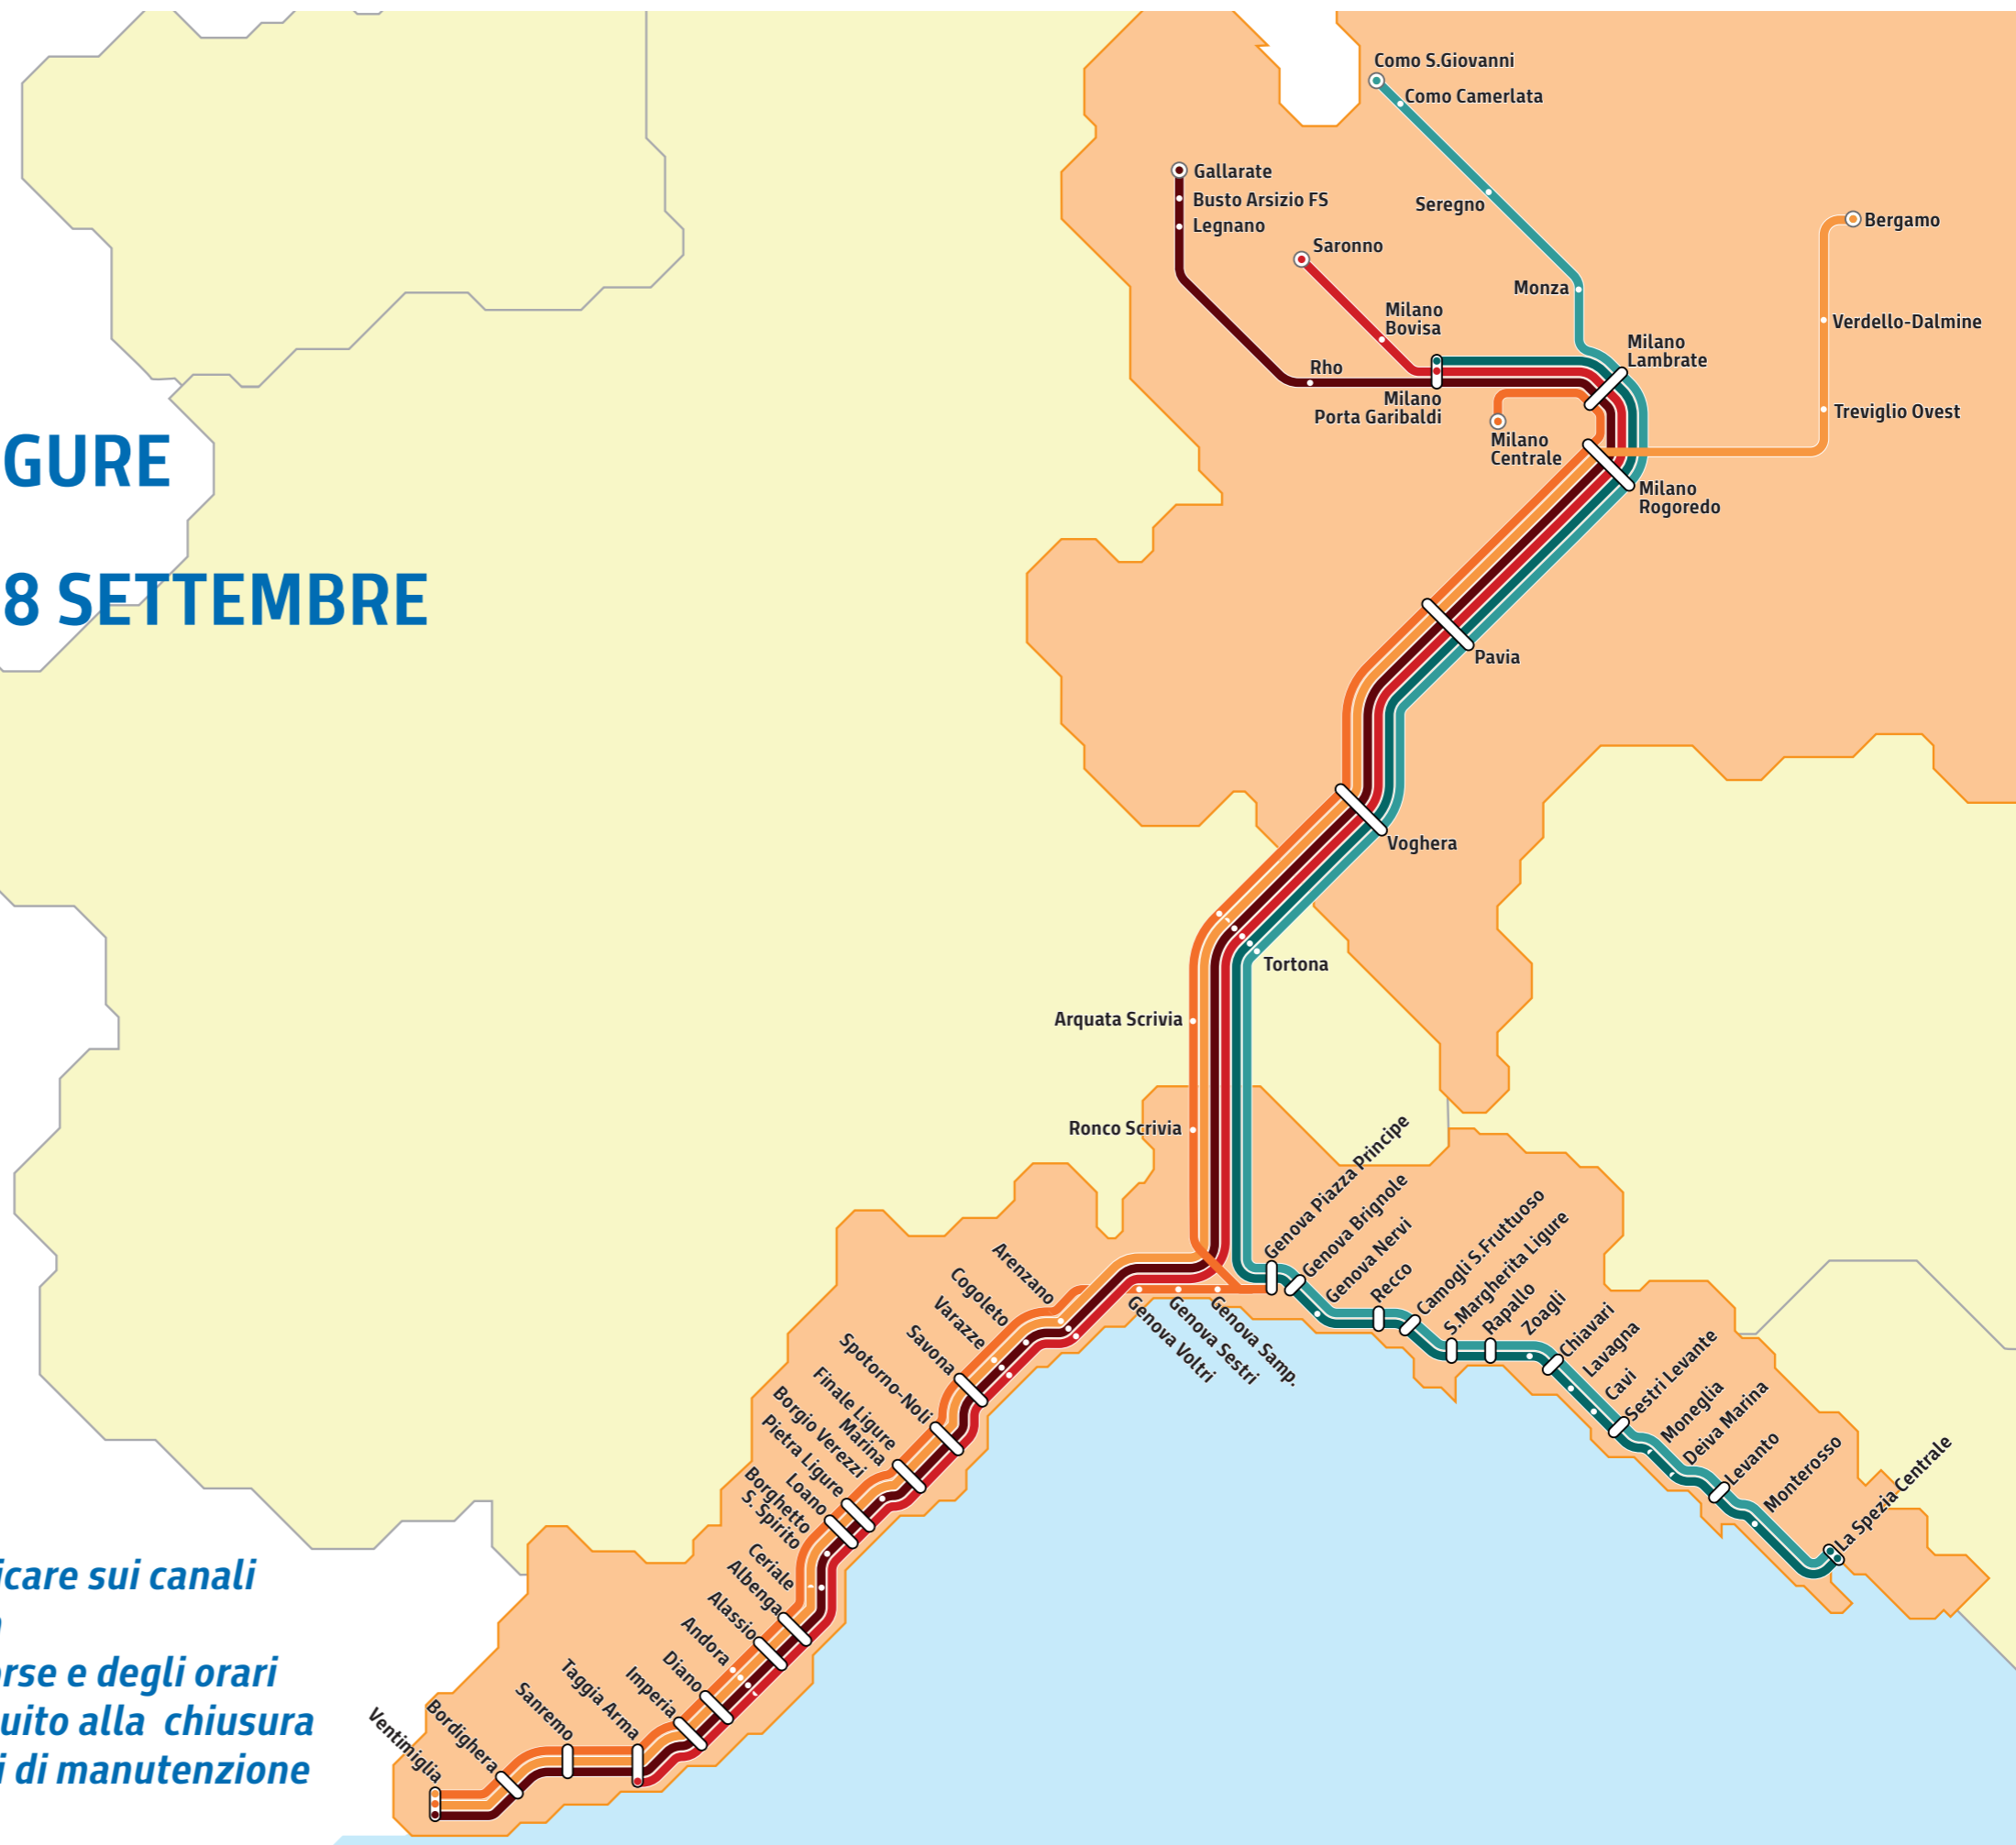 GURE
8 SETTEMBRE
Como S.Giovanni
Como Camerlata
Seregno
Monza
Gallarate
Busto Arsizio FS
Legnano
Saronno
Milano
Bovisa
Rho
Milano
Porta Garibaldi
Milano
Centrale
Milano
Lambrate
Bergamo
Verdello-Dalmine
Treviglio Ovest
Milano
Rogoredo
Pavia
Voghera
Tortona
Arquata Scrivia
Ronco Scrivia
Genova Piazza Principe
Genova Brignole
Genova Nervi
Recco
Camogli S.Fruttuoso
S.Margherita Ligure
Rapallo
Zoagli
Chiavari
Lavagna
Cavi
Sestri Levante
Moneglia
Deiva Marina
Levanto
Monterosso
La Spezia Centrale
Genova Samp.
Genova Sestri
Genova Voltri
Arenzano
Cogoleto
Varazze
Savona
Spotorno-Noli
Finale Ligure
Marina
Borgio Verezzi
Pietra Ligure
Loano
Borghetto
S.Spirito
Ceriale
Albenga
Alassio
Andora
Diano
Imperia
Taggia Arma
Sanremo
Bordighera
Ventimiglia
icare sui canali
orse e degli orari
uito alla chiusura
i di manutenzione